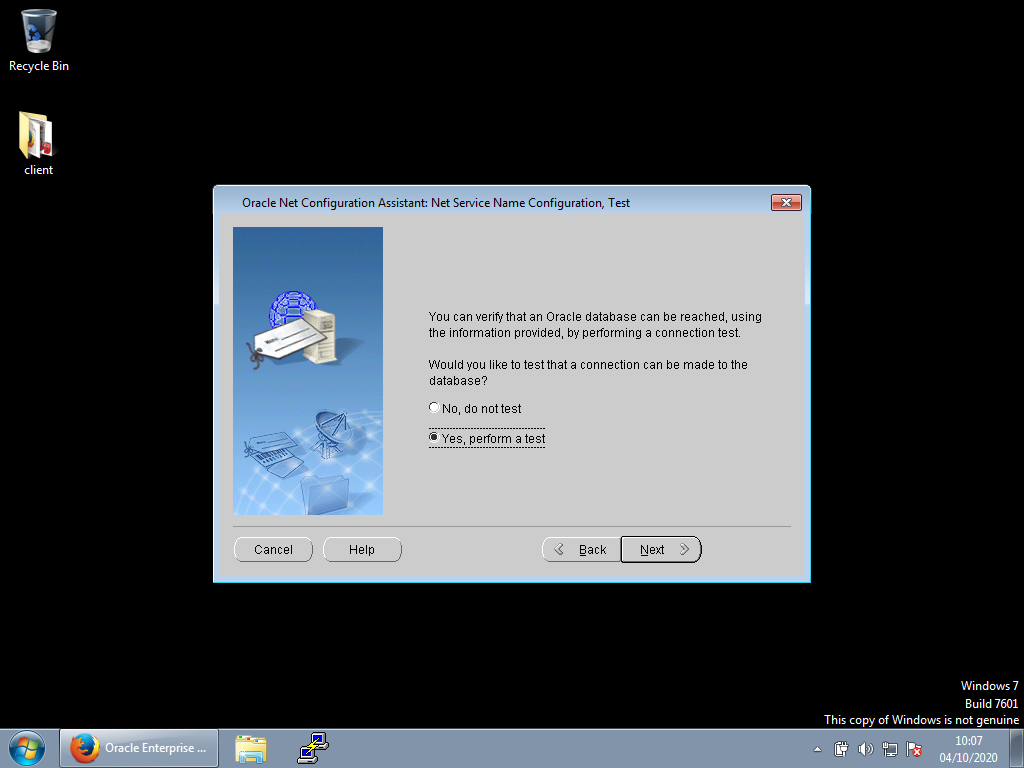 Recycle Bin
client
Oracle Net Configuration Assistant: Net Service Name Configuration, Test
You can verify that an Oracle database can be reached, using
the information provided, by performing a connection test.
Would you like to test that a connection can be made to the
database?
No, do not test
Yes, perform a test
Cancel
Help
Back
Next
Windows 7
Build 7601
This copy of Windows is not genuine
Oracle Enterprise ...
10:07
04/10/2020